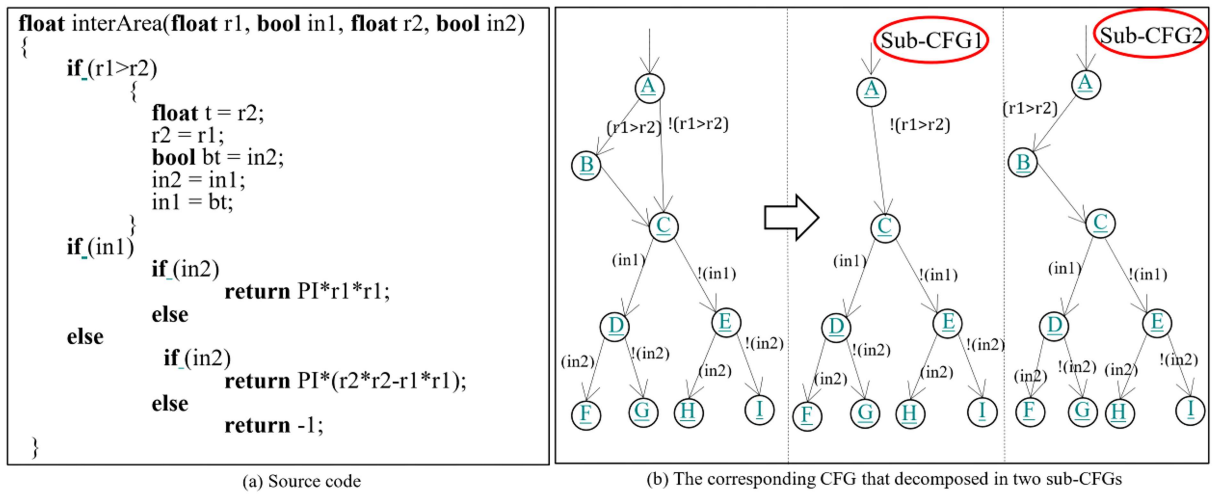 float interArea(float r1, bool in1, float r2, bool in2)
{
if (r1>r2)
{
float t = r2;
r2 = r1;
bool bt = in2;
in2 = in1;
in1 = bt;
}
if (in1)
if (in2)
return PI*r1*r1;
else
else
if (in2)
return PI*(r2*r2-r1*r1);
else
return -1;
}
(a) Source code
A
(r1>r2) !(r1>r2)
B
C
(in1) !(in1)
D E
(in2) !(in2) (in2) !(in2)
F G H I
Sub-CFG1
A
!(r1>r2)
C
(in1) !(in1)
D E
(in2) !(in2) (in2) !(in2)
F G H I
Sub-CFG2
A
(r1>r2)
B
C
(in1) !(in1)
D E
(in2) !(in2) (in2) !(in2)
F G H I
(b) The corresponding CFG that decomposed in two sub-CFGs